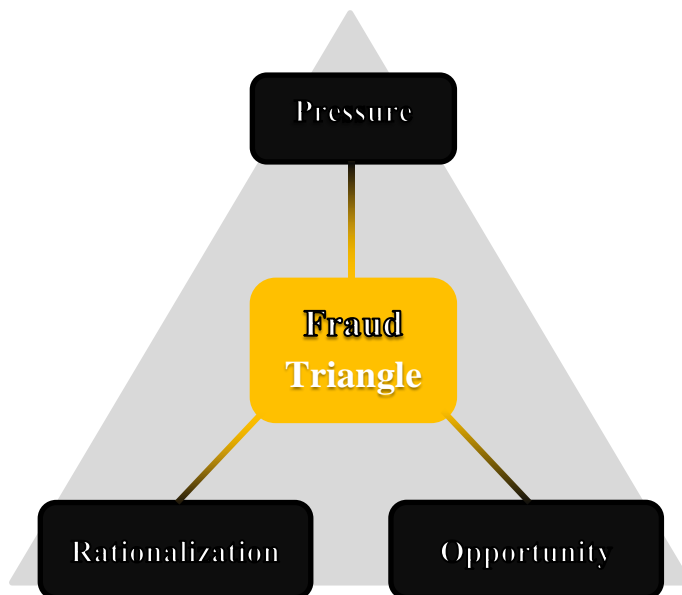 Pressure
Fraud
Triangle
Rationalization
Opportunity